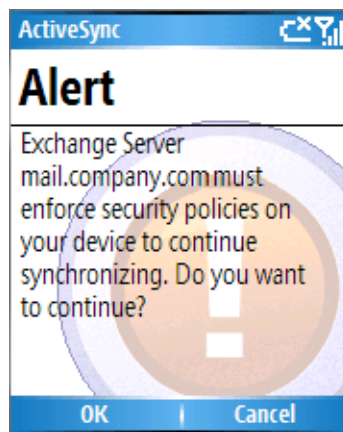 ActiveSync
Alert
Exchange Server
mail.company.com must
enforce security policies on
your device to continue
synchronizing. Do you want
to continue?
OK Cancel